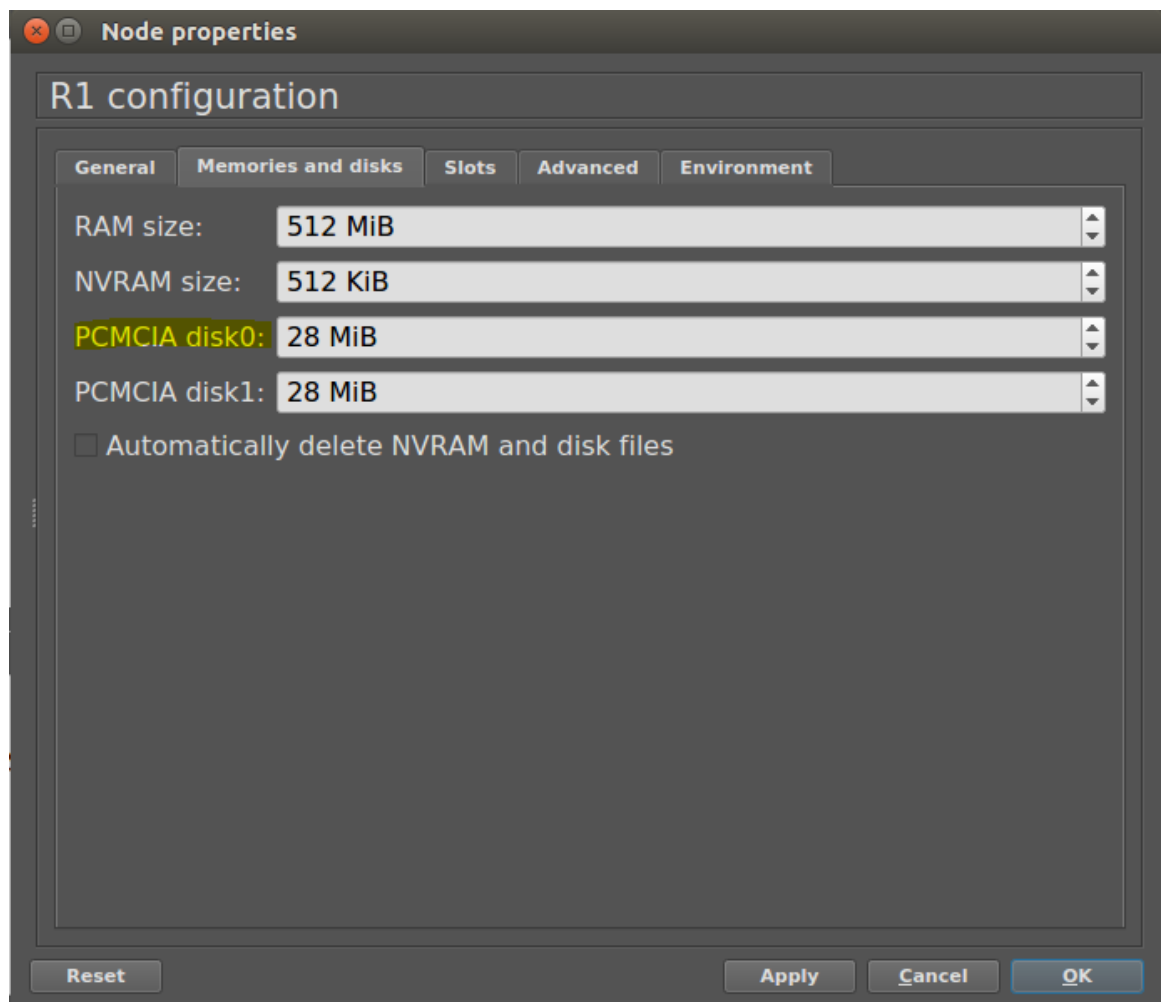 Node properties
R1 configuration
General Memories and disks Slots Advanced Environment
RAM size: 512 MiB
NVRAM size: 512 KiB
PCMCIA disk0: 28 MiB
PCMCIA disk1: 28 MiB
Automatically delete NVRAM and disk files
Reset Apply Cancel OK